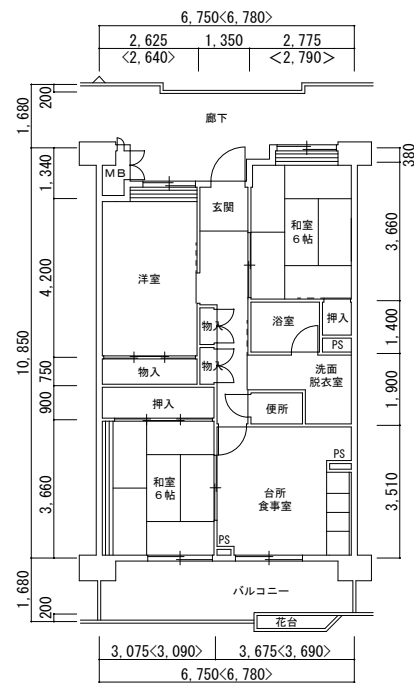 6,750<6,780>
2,625
<2,640>
1,350
2,775
<2,790>
200
1,680
廊下
380
1,340
MB
玄関
和室
6帖
3,660
4,200
洋室
10,850
物入
浴室
押入
1,400
PS
物入
洗面
脱衣室
1,900
750
物入
900
押入
便所
3,660
和室
6帖
台所
食事室
PS
3,510
PS
バルコニー
1,680
200
花台
3,075<3,090>
3,675<3,690>
6,750<6,780>